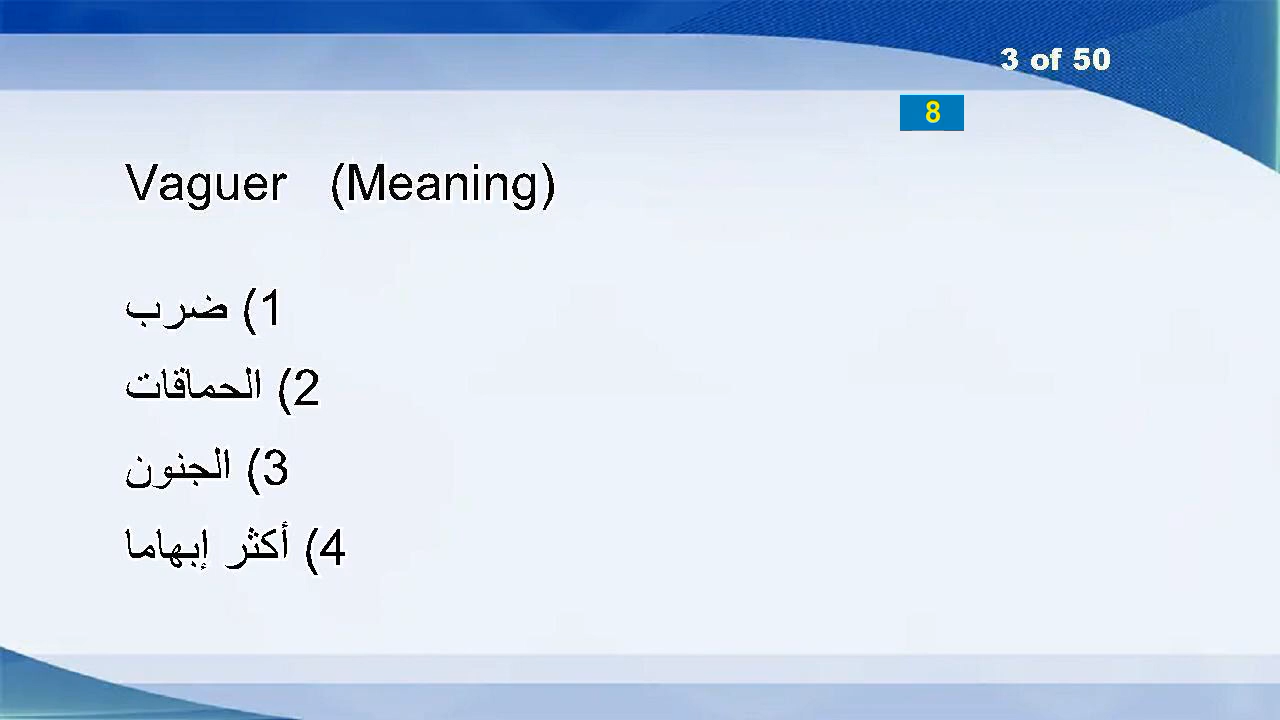 3 of 50
8
Vaguer (Meaning)
1) ضرب
2) الحماقات
3) الجنون
4) أكثر إبهاما